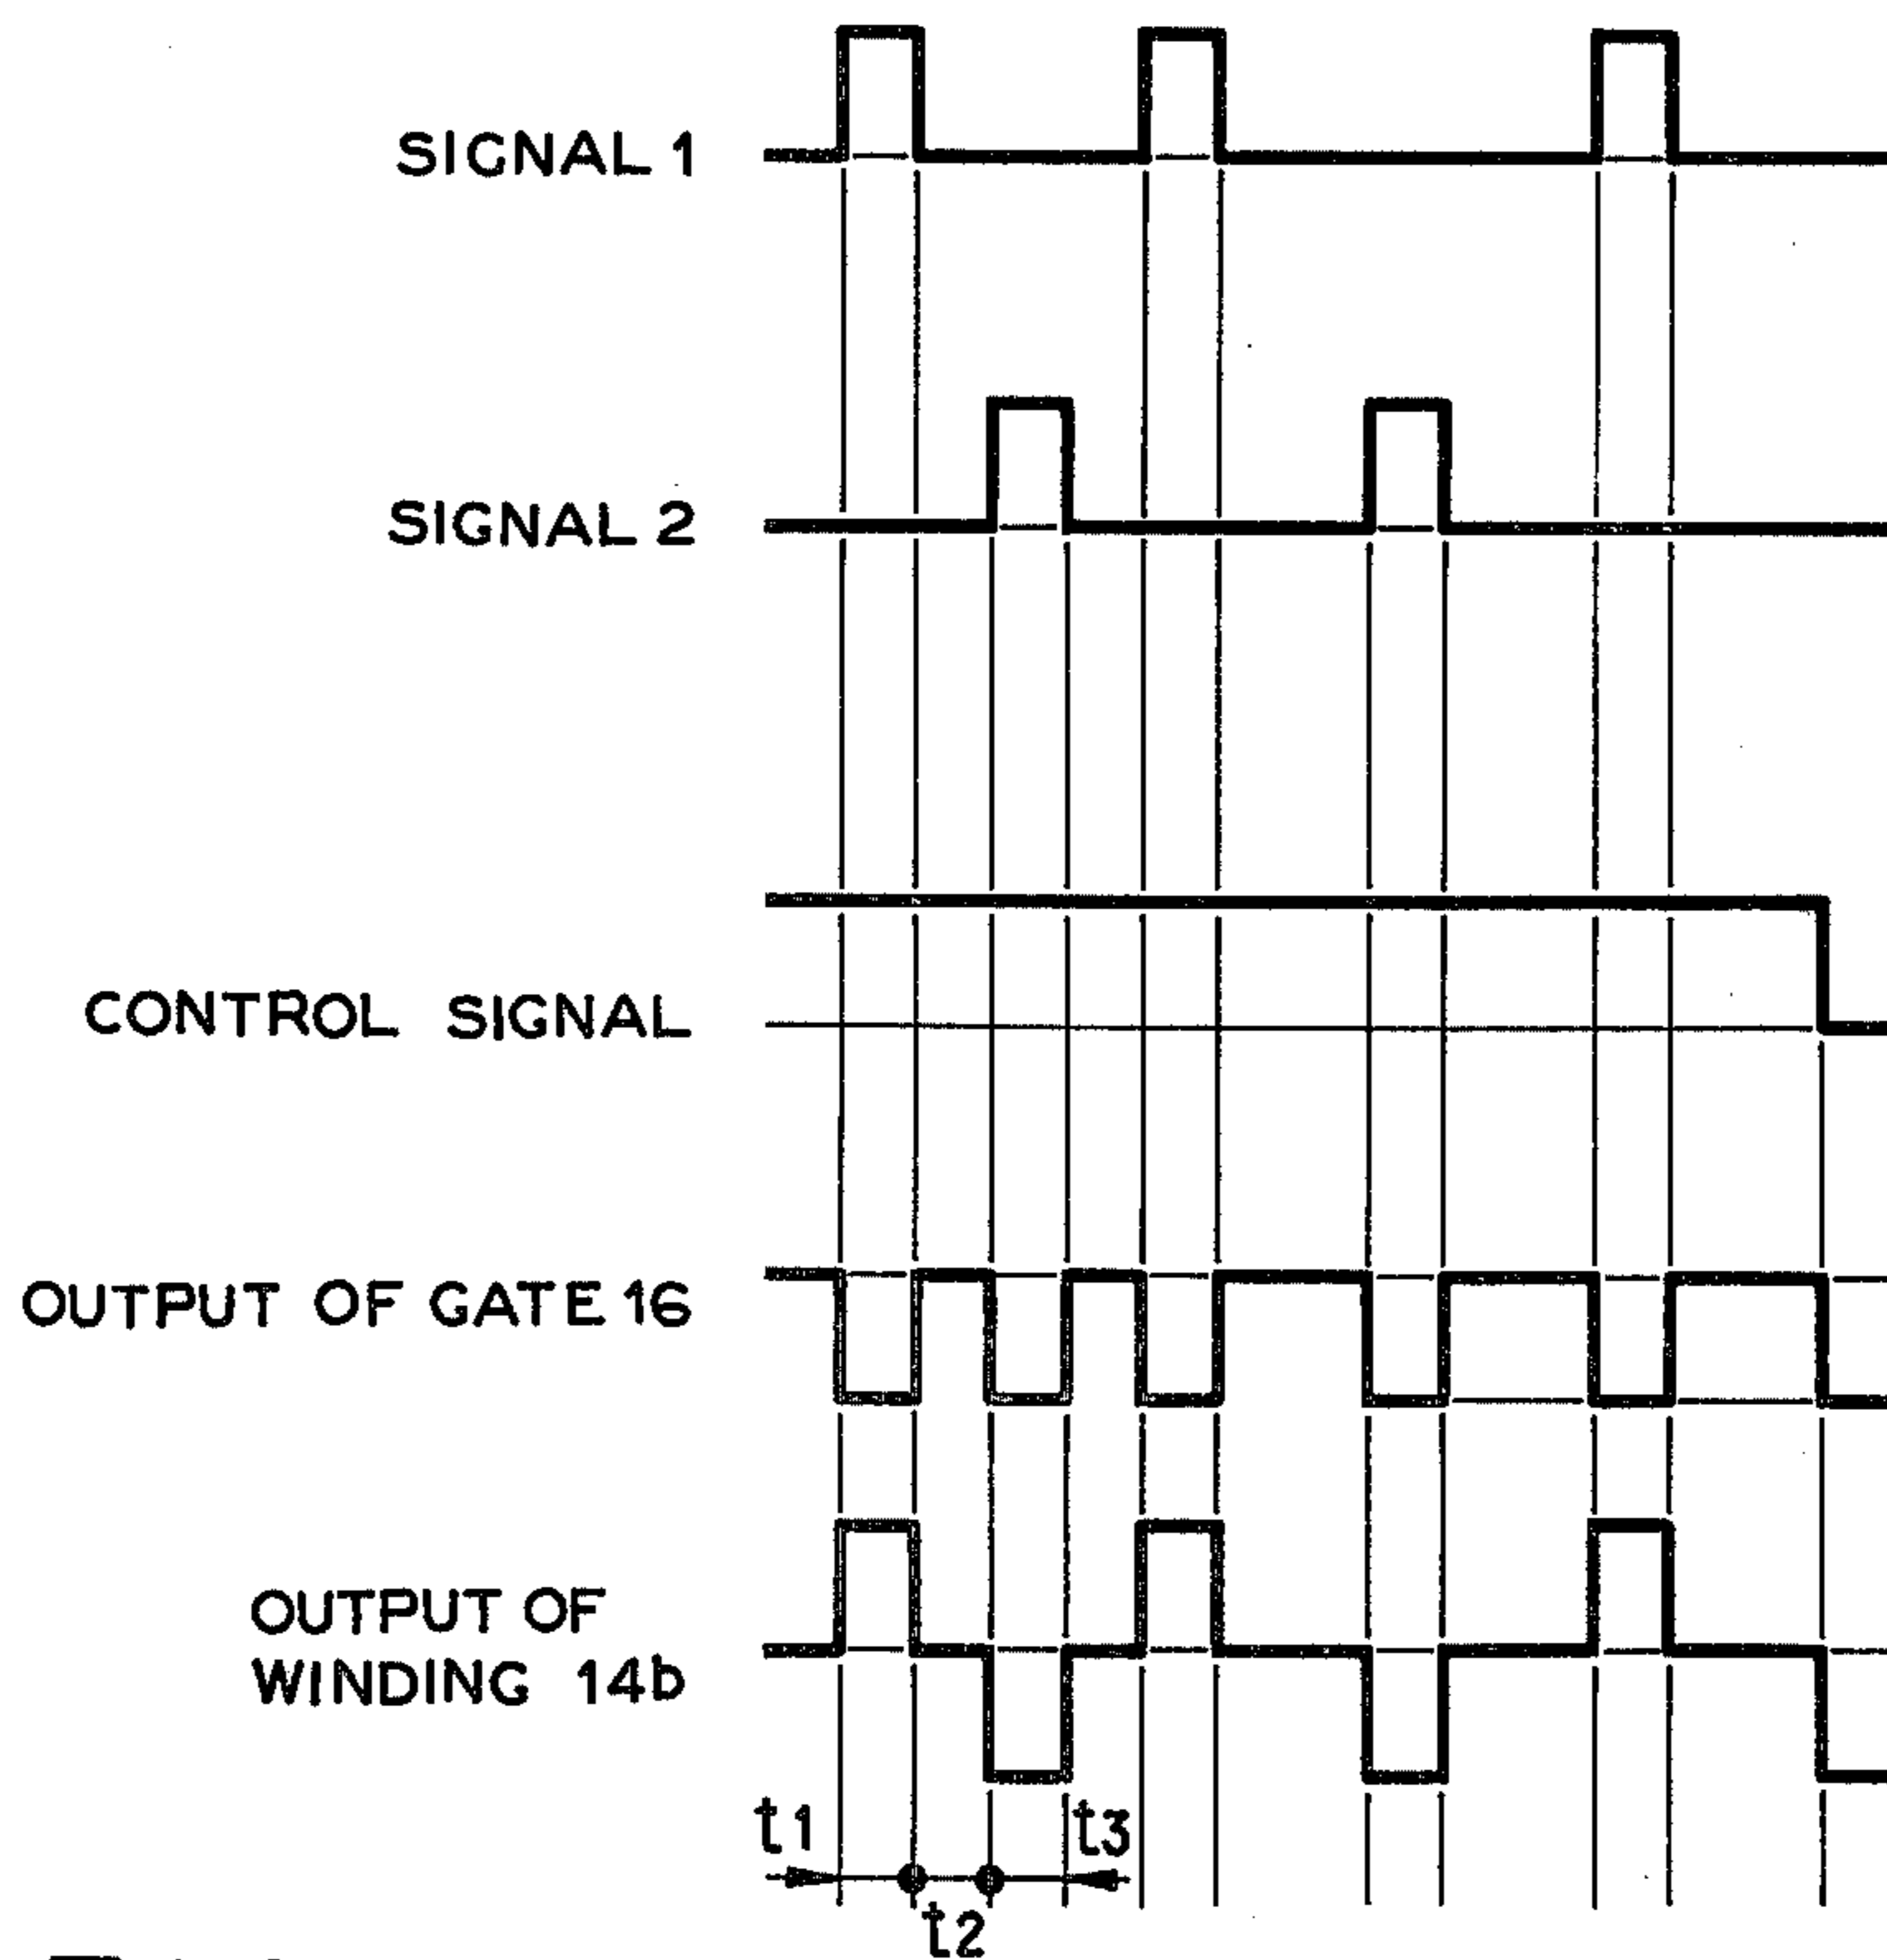 SIGNAL 1
SIGNAL 2
CONTROL SIGNAL
OUTPUT OF GATE 16
OUTPUT OF
WINDING 14b
t1
t3
t2